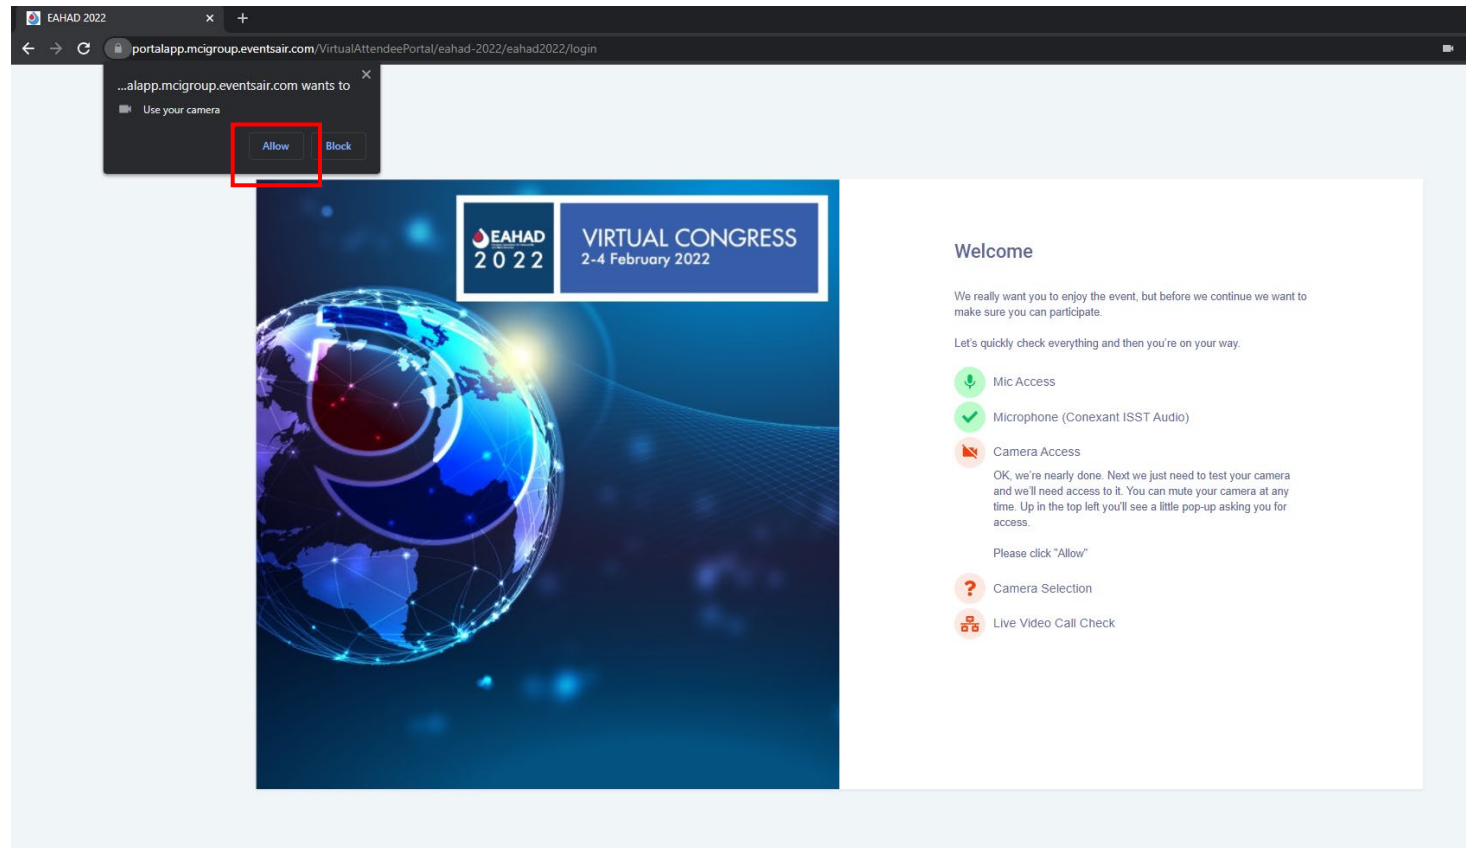 EAHAD 2022
portalapp.mcigroup.eventsair.com/VirtualAttendeePortal/eahad-2022/eahad2022/login
...alapp.mcigroup.eventsair.com wants to
Use your camera
Allow
Block
EAHAD
2022
VIRTUAL CONGRESS
2-4 February 2022
Welcome
We really want you to enjoy the event, but before we continue we want to
make sure you can participate.
Let's quickly check everything and then you're on your way.
Mic Access
Microphone (Conexant ISST Audio)
Camera Access
OK, we're nearly done. Next we just need to test your camera
and we'll need access to it. You can mute your camera at any
time. Up in the top left you'll see a little pop-up asking you for
access.
Please click "Allow"
Camera Selection
Live Video Call Check